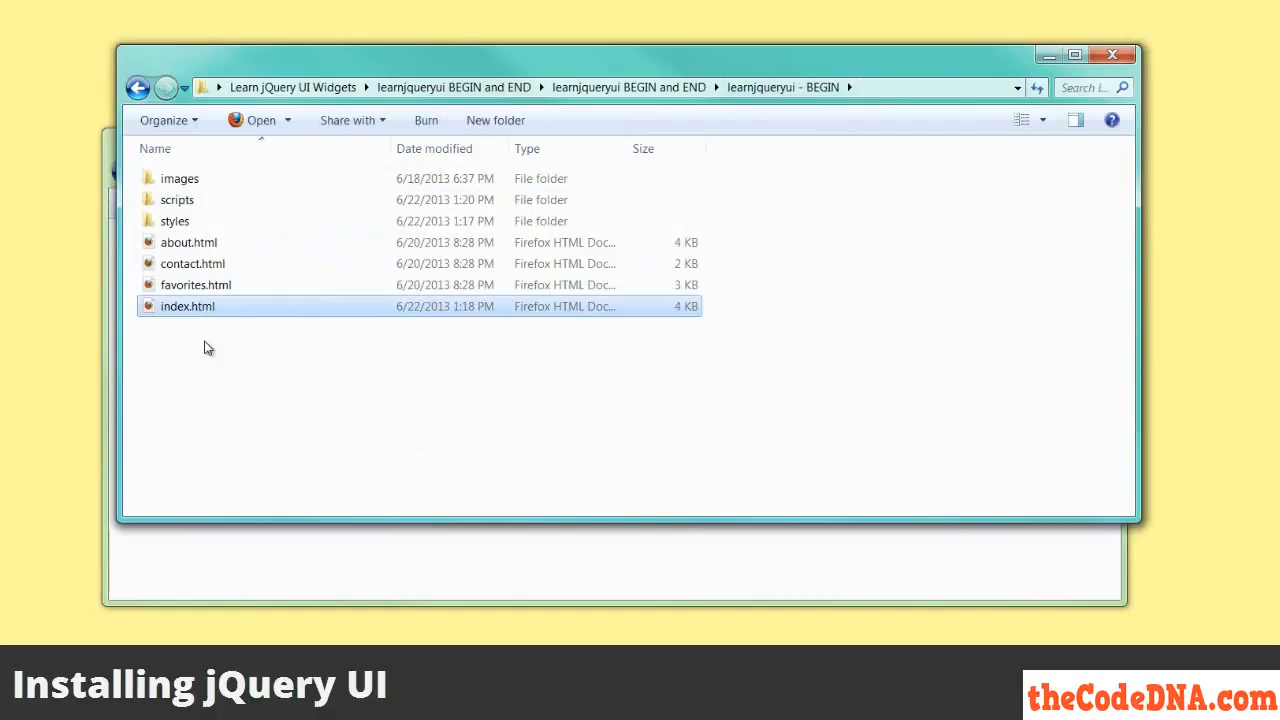 Learn jQuery UI Widgets learnjqueryui BEGIN and END learnjqueryui BEGIN and END learnjqueryui - BEGIN Search l...
Organize Open Share with Burn New folder
Name Date modified Type Size
images 6/18/2013 6:37 PM File folder
scripts 6/22/2013 1:20 PM File folder
styles 6/22/2013 1:17 PM File folder
about.html 6/20/2013 8:28 PM Firefox HTML Doc... 4 KB
contact.html 6/20/2013 8:28 PM Firefox HTML Doc... 2 KB
favorites.html 6/20/2013 8:28 PM Firefox HTML Doc... 3 KB
index.html 6/22/2013 1:18 PM Firefox HTML Doc... 4 KB
Installing jQuery UI
theCodeDNA.com